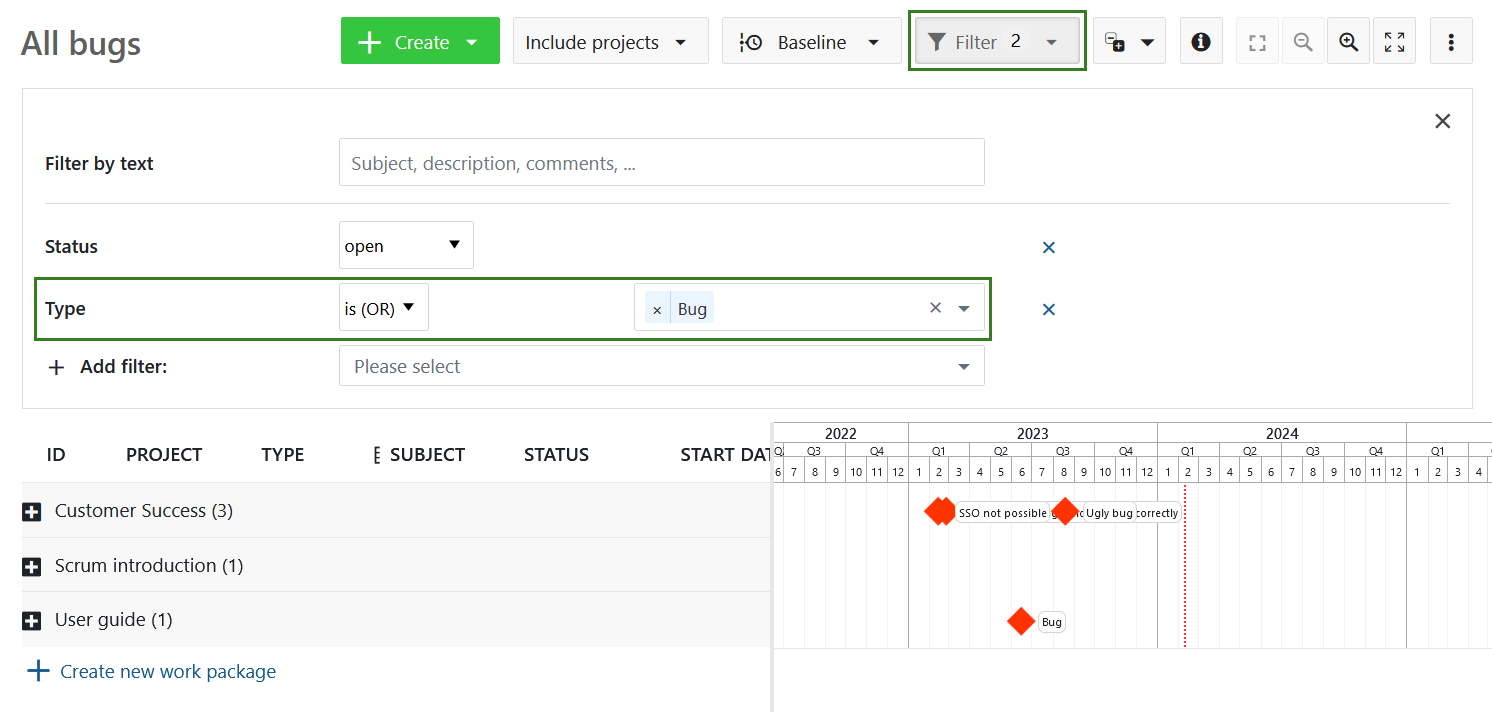 All bugs
Create
Include projects
Baseline
Filter 2
Filter by text
Subject, description, comments, ...
Status
open
Type
is (OR)
× Bug
+ Add filter:
Please select
ID PROJECT TYPE SUBJECT STATUS START DAT
2022 2023 2024
Q3 Q4 Q1 Q2 Q3 Q4 Q1 Q2 Q3 Q4 Q1
6 7 8 9 10 11 12 1 2 3 4 5 6 7 8 9 10 11 12 1 2 3 4 5 6 7 8 9 10 11 12 1 2 3 4
Customer Success (3)
SSO not possible
Ugly bug
correctly
Scrum introduction (1)
User guide (1)
Bug
+ Create new work package